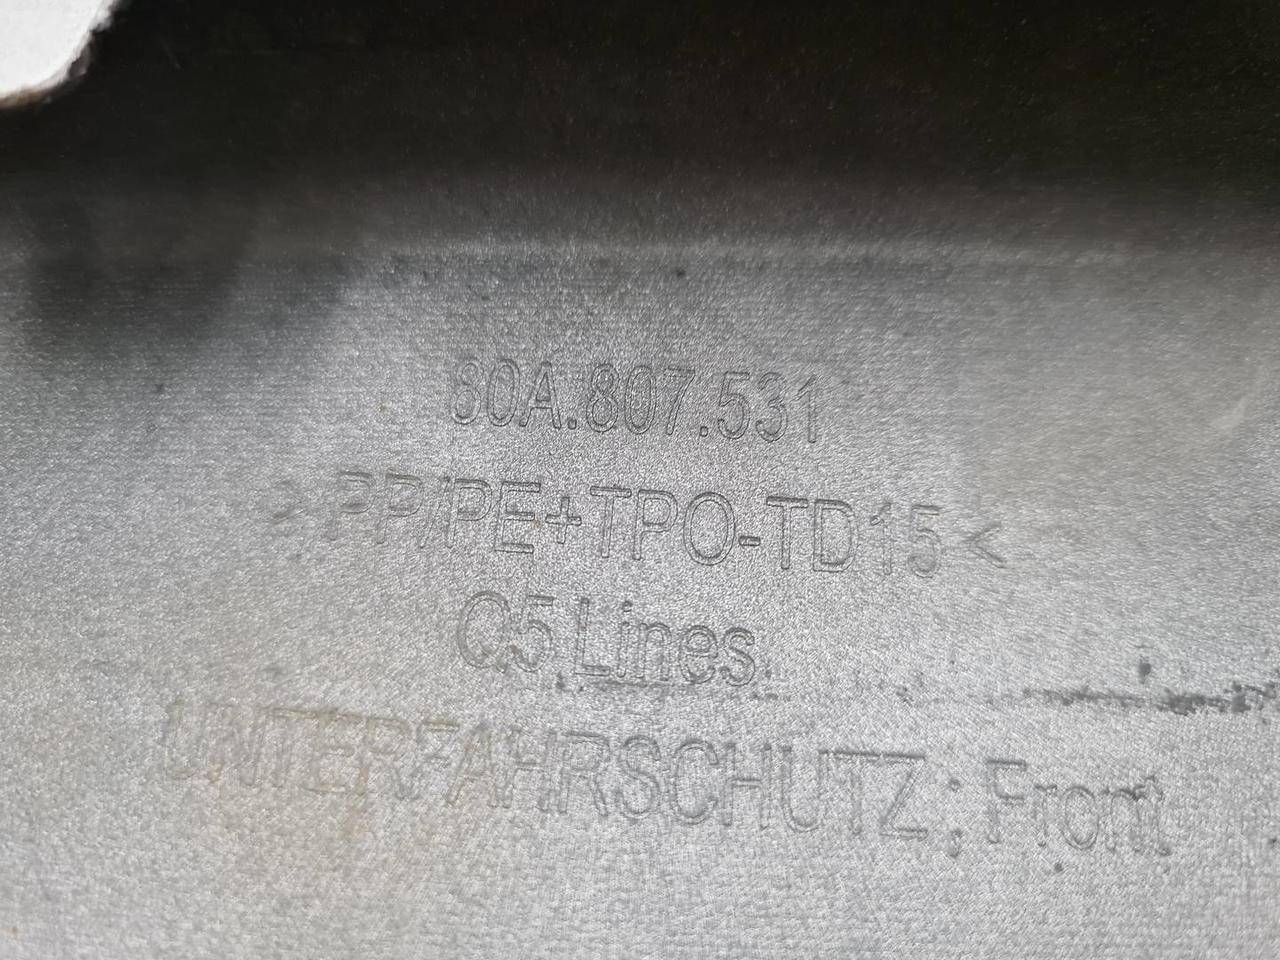 80A.807.531
>PP/PE+TPO-TD15<
Q5 Lines
UNTERFAHRSCHUTZ; Front